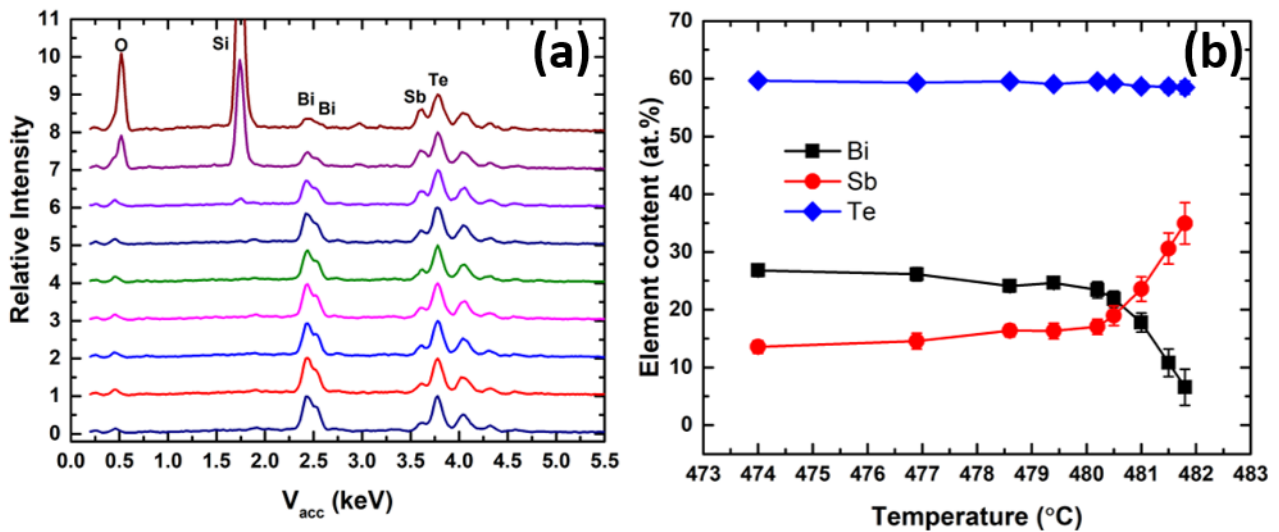 (a)
Relative Intensity
11
10
9
8
7
6
5
4
3
2
1
0
O
Si
Bi
Bi
Sb
Te
0.0 0.5 1.0 1.5 2.0 2.5 3.0 3.5 4.0 4.5 5.0 5.5
Vacc (keV)
(b)
Element content (at.%)
70
60
50
40
30
20
10
0
Bi
Sb
Te
473 474 475 476 477 478 479 480 481 482 483
Temperature (°C)